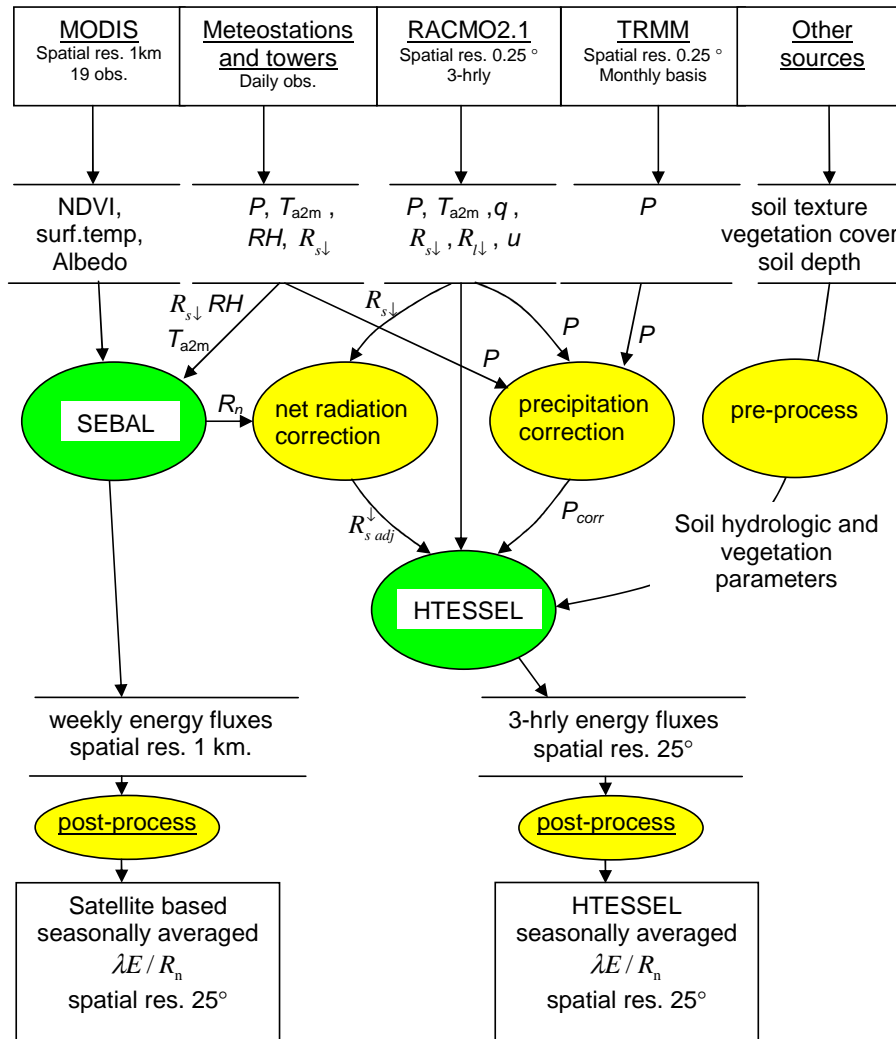 MODIS
Spatial res. 1km
19 obs.
Meteostations
and towers
Daily obs.
RACMO2.1
Spatial res. 0.25 °
3-hrly
TRMM
Spatial res. 0.25 °
Monthly basis
Other
sources
NDVI,
surf.temp,
Albedo
P, Ta2m ,
RH, Rs↓
P, Ta2m ,q ,
Rs↓ , Rl↓ , u
P
soil texture
vegetation cover
soil depth
Rs↓ RH
Ta2m
Rs↓
P
P
P
SEBAL
Rn
net radiation
correction
precipitation
correction
pre-process
R↓s adj
Pcorr
Soil hydrologic and
vegetation
parameters
HTESSEL
weekly energy fluxes
spatial res. 1 km.
3-hrly energy fluxes
spatial res. 25°
post-process
post-process
Satellite based
seasonally averaged
λE / Rn
spatial res. 25°
HTESSEL
seasonally averaged
λE / Rn
spatial res. 25°